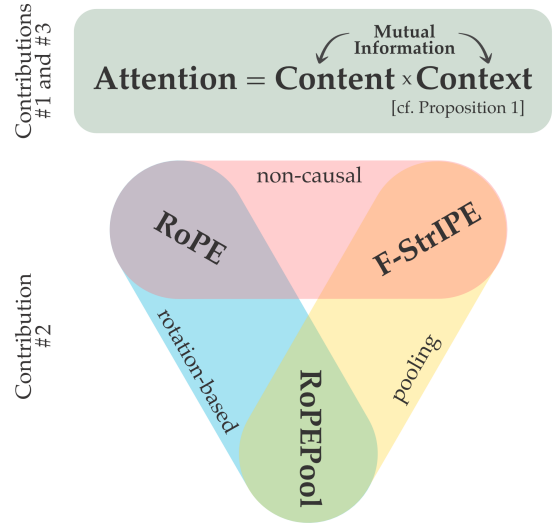 Contributions
#1 and #3
Mutual
Information
Attention = Content × Context
[cf. Proposition 1]
Contribution
#2
non-causal
RoPE
F-StrIPE
rotation-based
pooling
RoPEPool